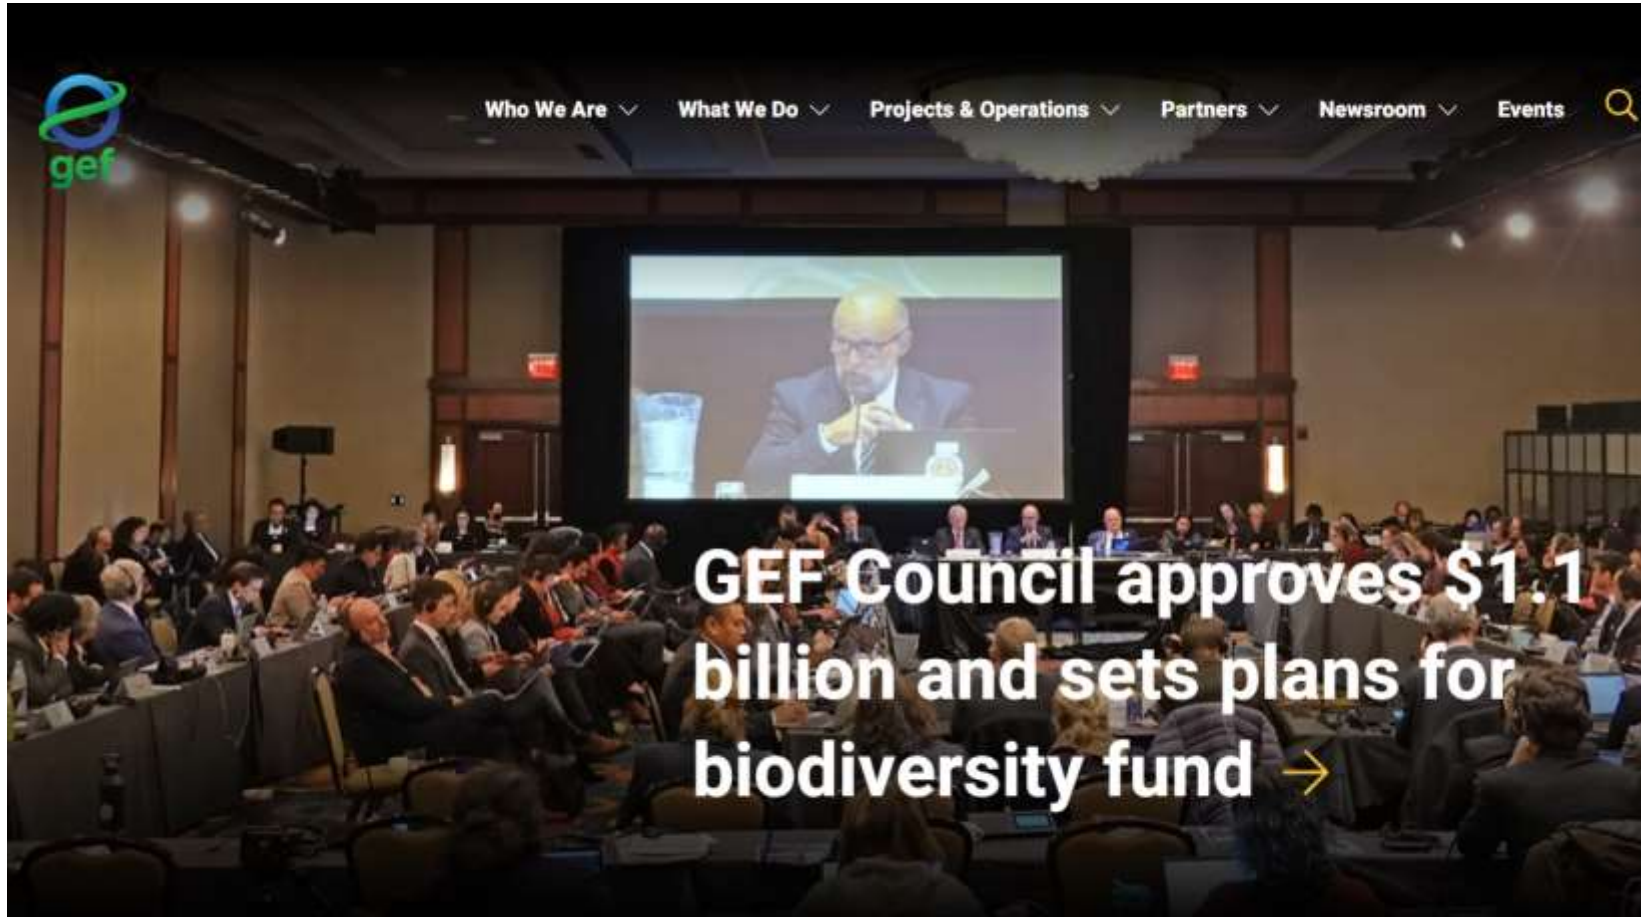 gef
Who We Are
What We Do
Projects & Operations
Partners
Newsroom
Events
GEF Council approves $1.1
billion and sets plans for
biodiversity fund